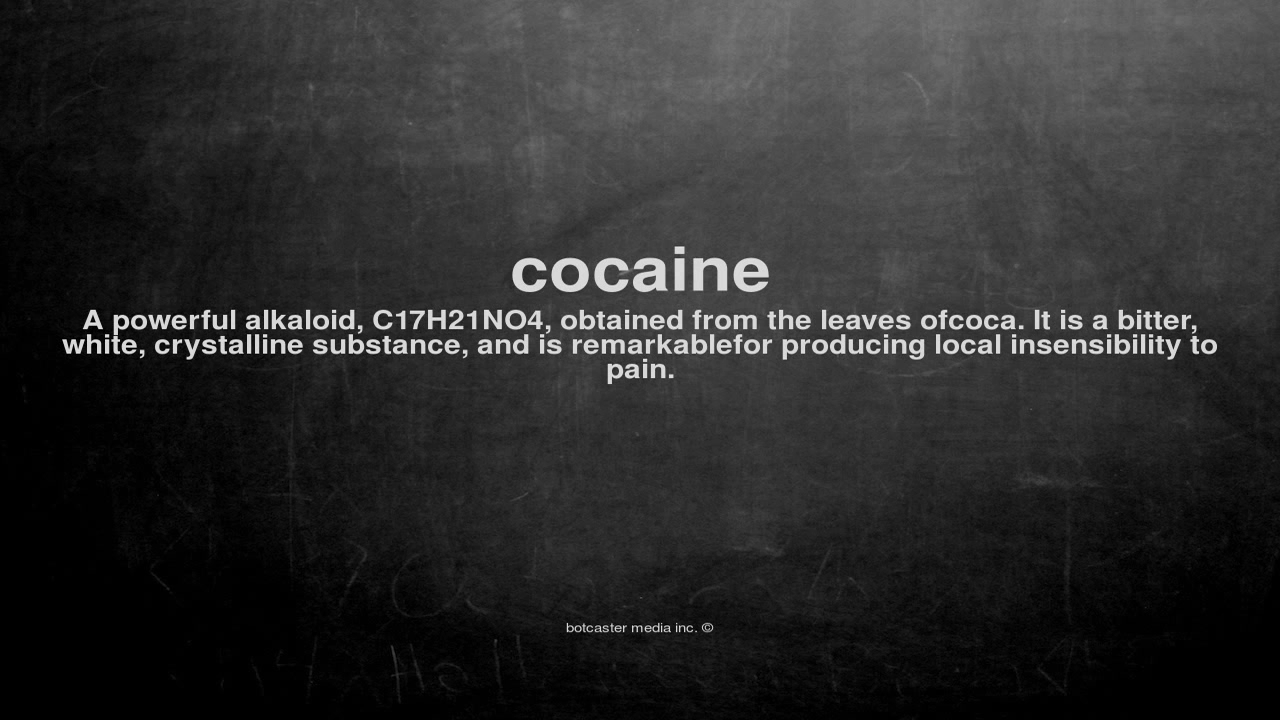 cocaine
A powerful alkaloid, C17H21NO4, obtained from the leaves ofcoca. It is a bitter,
white, crystalline substance, and is remarkablefor producing local insensibility to
pain.
botcaster media inc. ©